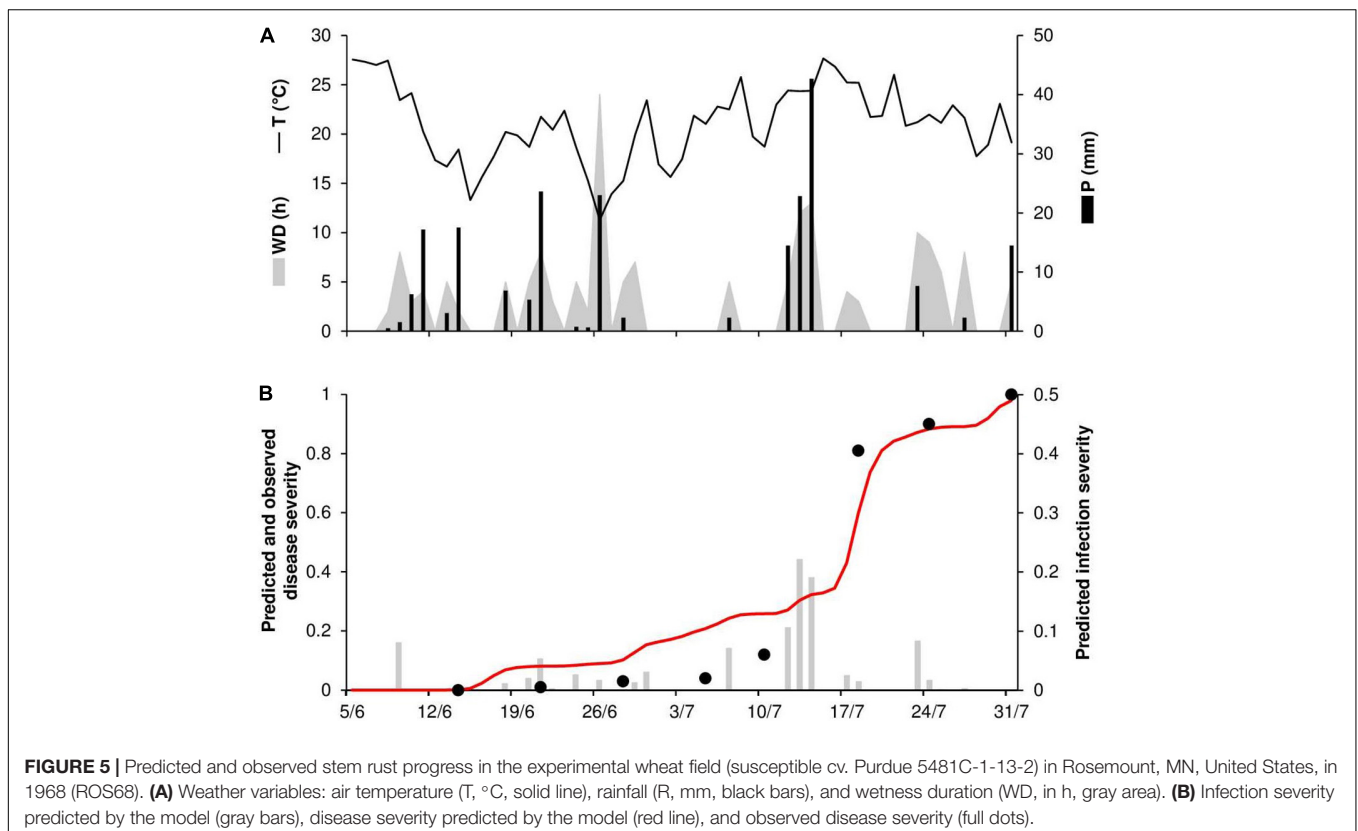 A
30
25
20
15
10
5
0
WD (h)
— T (°C)
50
40
30
20
10
0
P (mm)
B
1
0.8
0.6
0.4
0.2
0
Predicted and observed
disease severity
0.5
0.4
0.3
0.2
0.1
0
Predicted infection severity
5/6 12/6 19/6 26/6 3/7 10/7 17/7 24/7 31/7
FIGURE 5 | Predicted and observed stem rust progress in the experimental wheat field (susceptible cv. Purdue 5481C-1-13-2) in Rosemount, MN, United States, in
1968 (ROS68). (A) Weather variables: air temperature (T, °C, solid line), rainfall (R, mm, black bars), and wetness duration (WD, in h, gray area). (B) Infection severity
predicted by the model (gray bars), disease severity predicted by the model (red line), and observed disease severity (full dots).